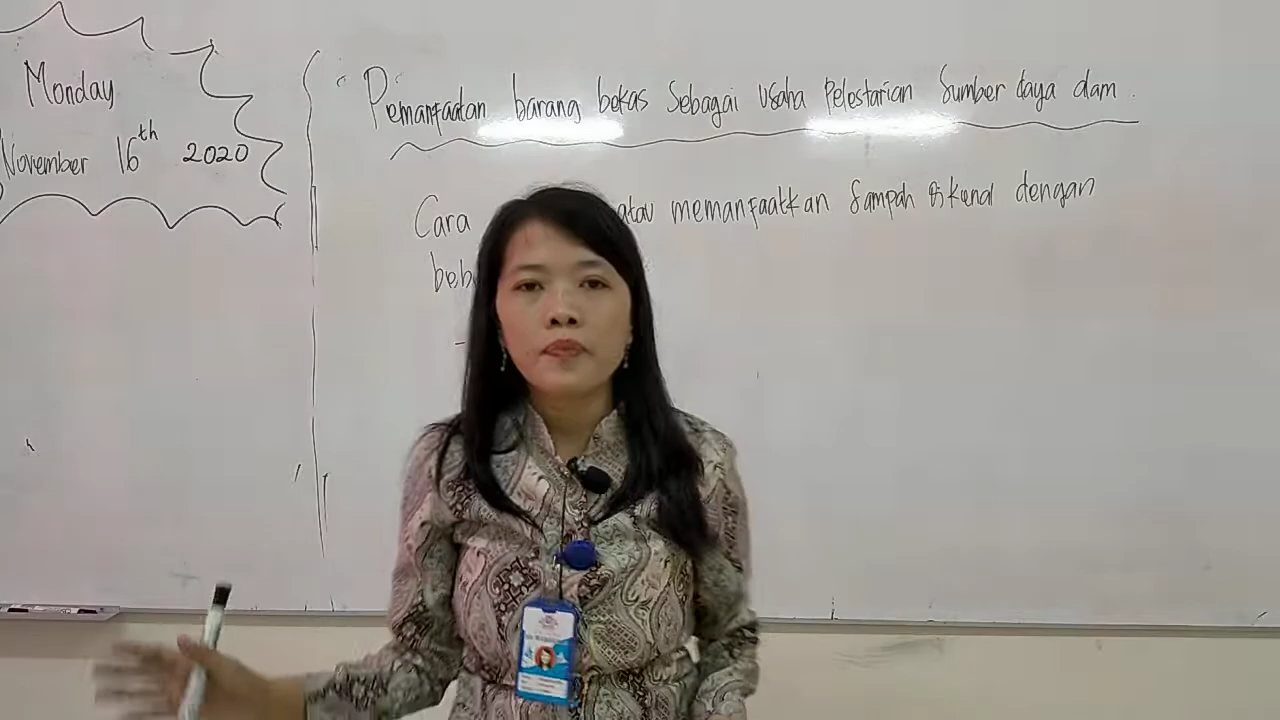 Monday
November 16th 2020
Pemanfaatan barang bekas Sebagai Usaha Pelestarian Sumber daya alam.
Cara atau memanfaatkan Sampah dikenal dengan